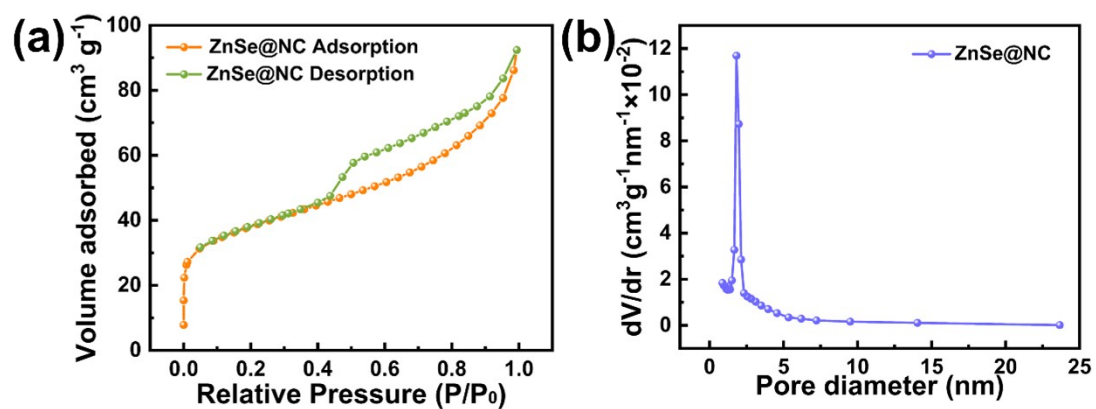 (a)
ZnSe@NC Adsorption
ZnSe@NC Desorption
Volume adsorbed (cm³ g⁻¹)
100
80
60
40
20
0
0.0 0.2 0.4 0.6 0.8 1.0
Relative Pressure (P/P₀)
(b)
ZnSe@NC
dV/dr (cm³g⁻¹nm⁻¹×10⁻²)
12
10
8
6
4
2
0
0 5 10 15 20 25
Pore diameter (nm)